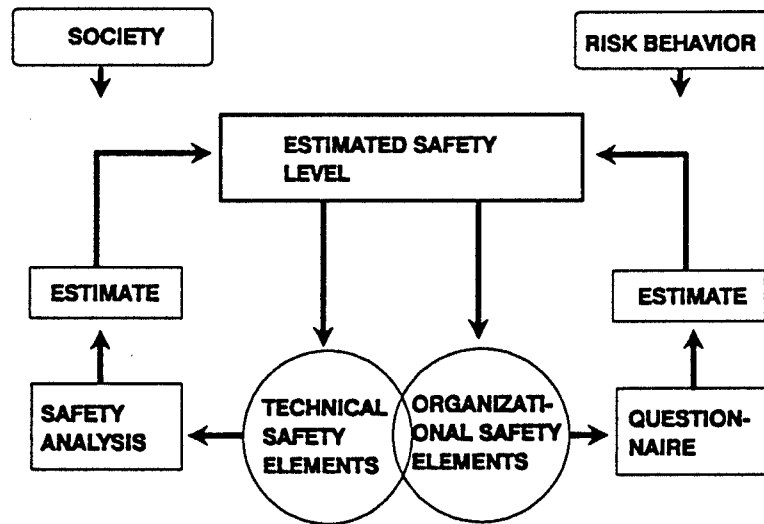 SOCIETY
RISK BEHAVIOR
ESTIMATED SAFETY
LEVEL
ESTIMATE
ESTIMATE
SAFETY
ANALYSIS
TECHNICAL
SAFETY
ELEMENTS
ORGANIZATI-
ONAL SAFETY
ELEMENTS
QUESTION-
NAIRE